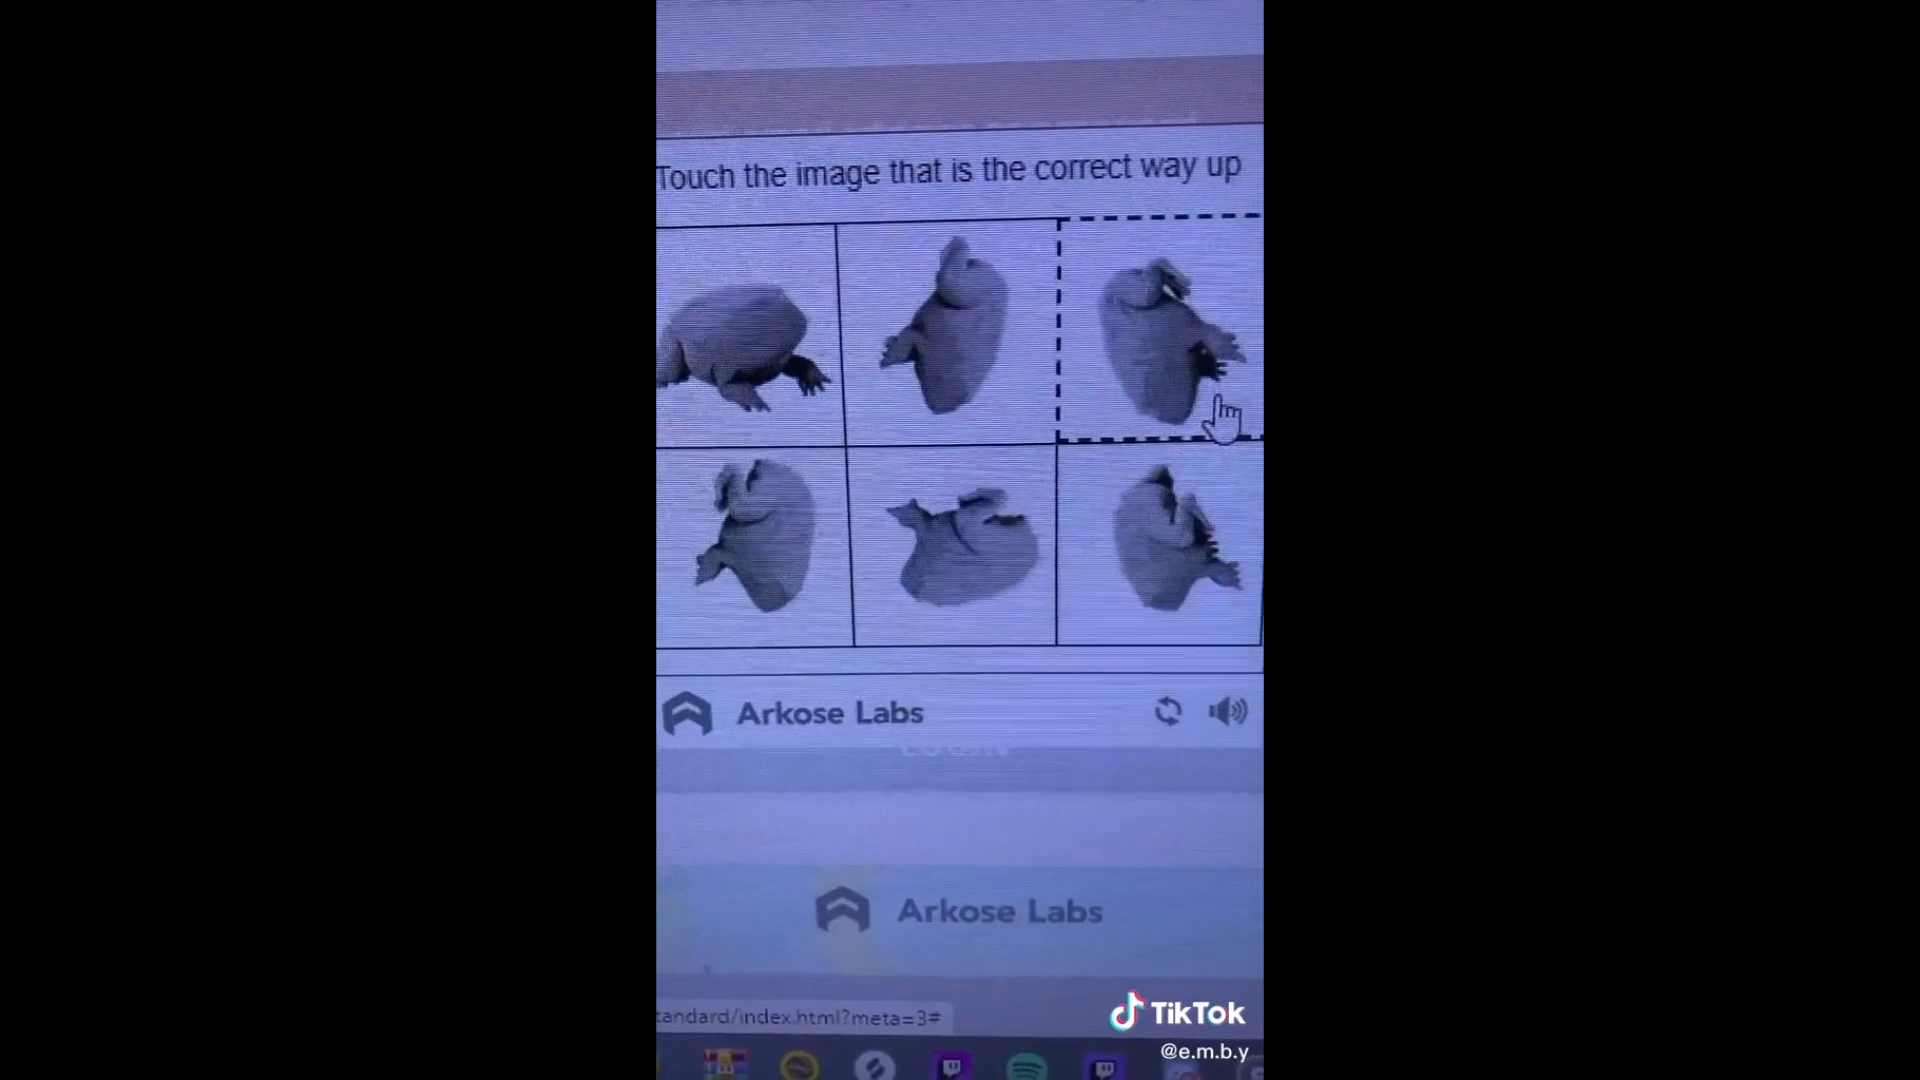 Touch the image that is the correct way up
Arkose Labs
Arkose Labs
tandard/index.html?meta=3#
TikTok
@e.m.b.y